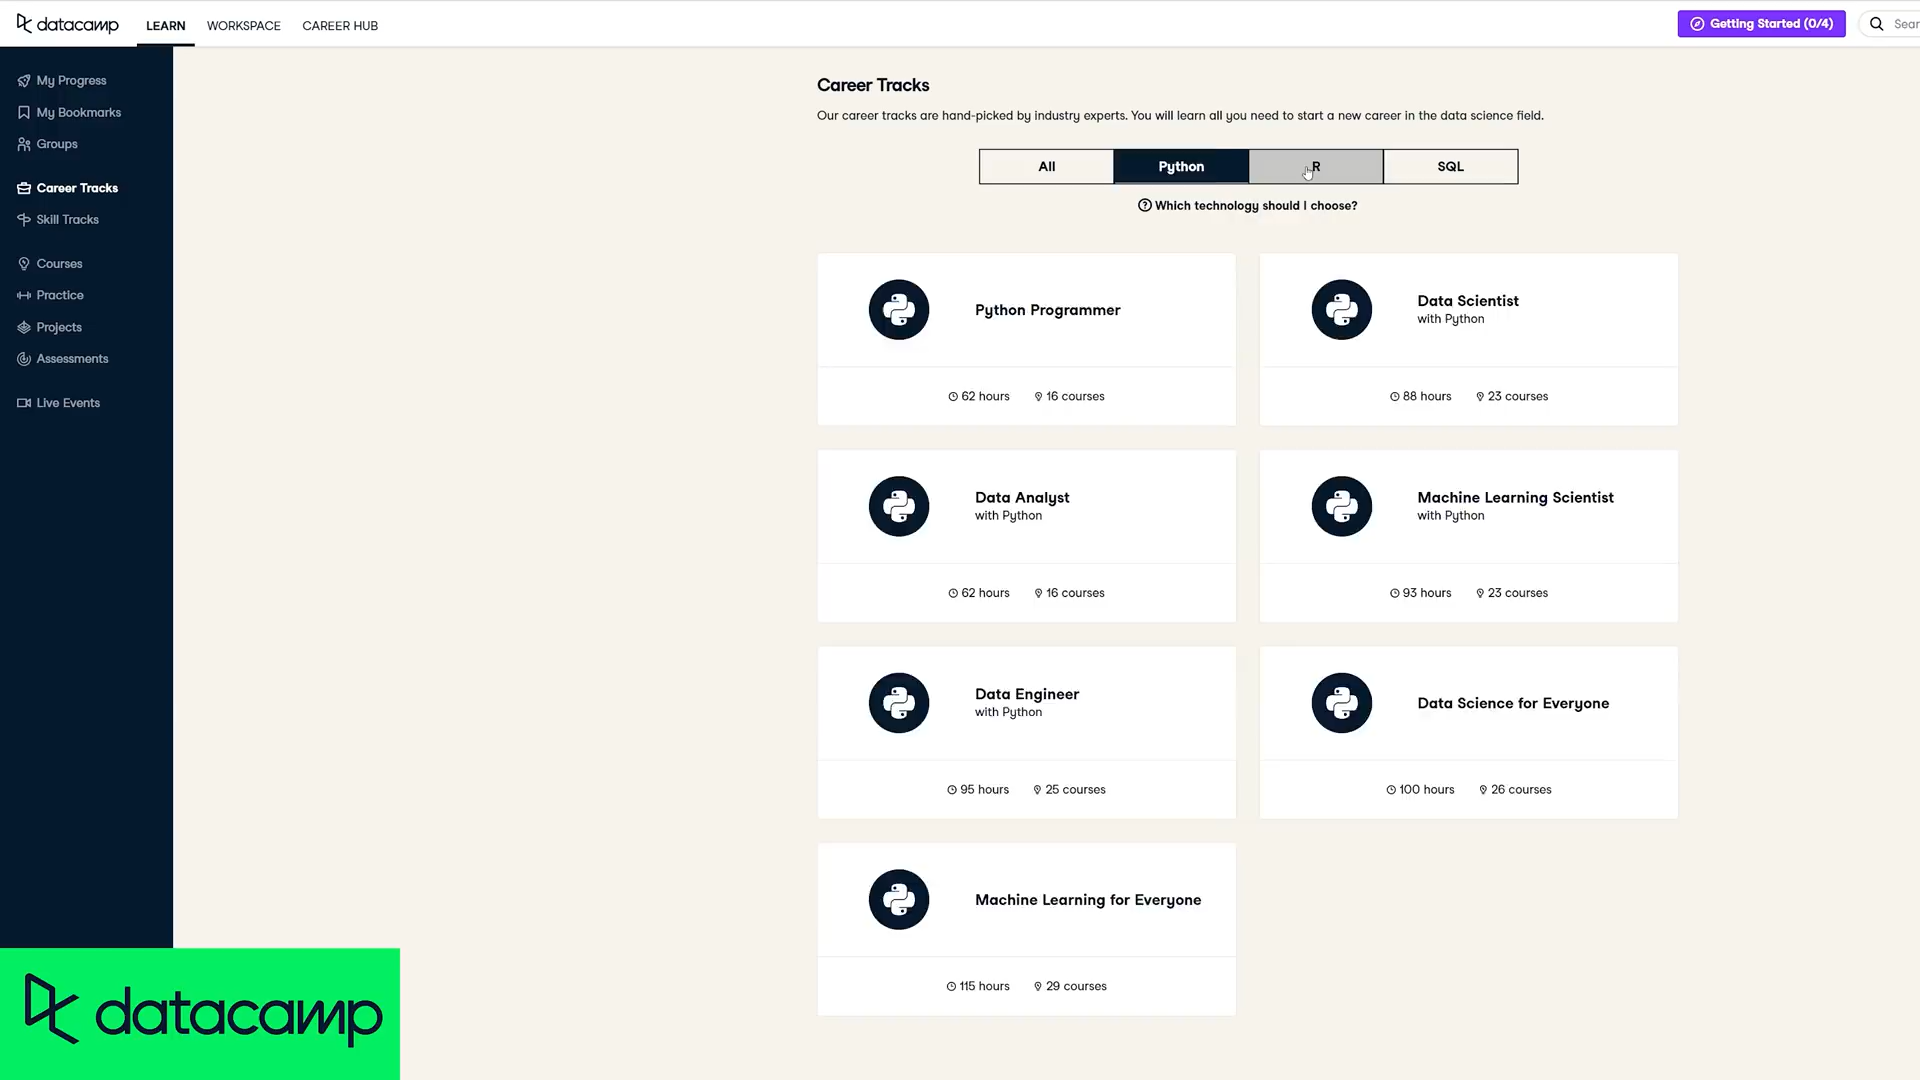 datacamp
LEARN
WORKSPACE
CAREER HUB
Getting Started (0/4)
Sear
My Progress
My Bookmarks
Groups
Career Tracks
Skill Tracks
Courses
Practice
Projects
Assessments
Live Events
Career Tracks
Our career tracks are hand-picked by industry experts. You will learn all you need to start a new career in the data science field.
All
Python
R
SQL
Which technology should I choose?
Python Programmer
62 hours
16 courses
Data Scientist
with Python
88 hours
23 courses
Data Analyst
with Python
62 hours
16 courses
Machine Learning Scientist
with Python
93 hours
23 courses
Data Engineer
with Python
95 hours
25 courses
Data Science for Everyone
100 hours
26 courses
Machine Learning for Everyone
115 hours
29 courses
datacamp